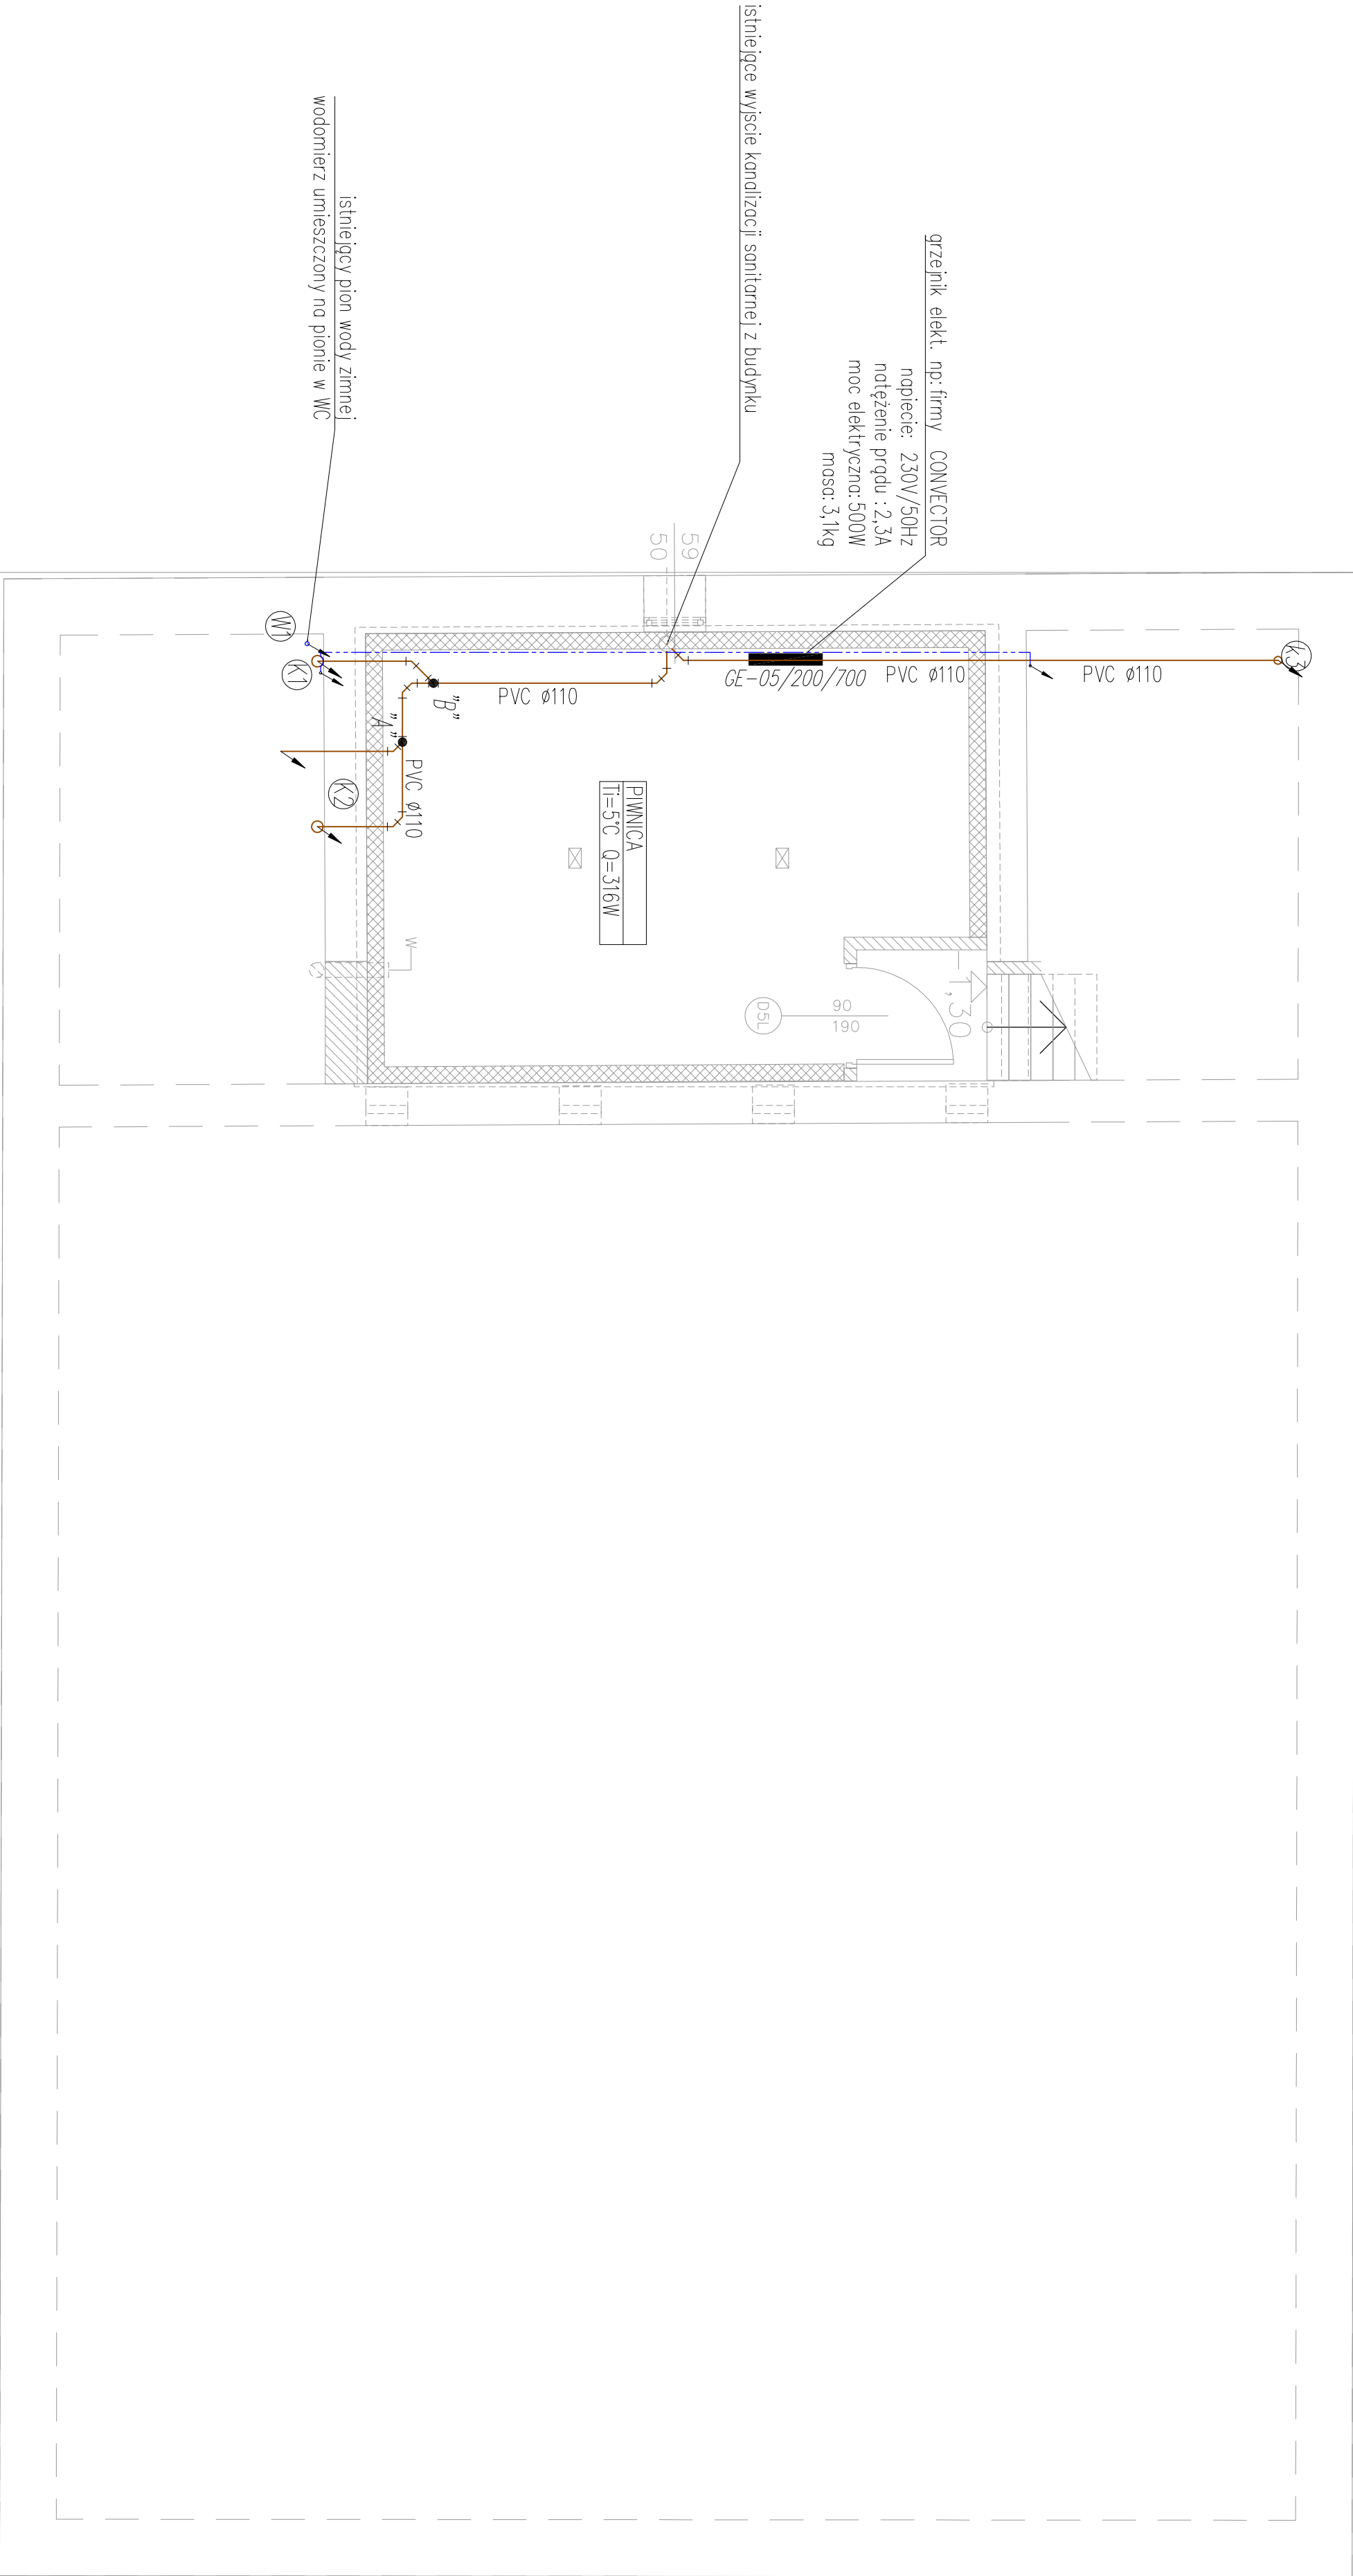 istniejące wyjscie kanalizacji sanitarnej z budynku
istniejący pion wody zimnej
wodomierz umieszczony na pionie w WC
grzejnik elekt. np: firmy CONVECTOR
napiecie: 230V/50Hz
natężenie prądu : 2,3A
moc elektryczna: 500W
masa: 3,1kg
59
50
W1
K1
K2
k3
GE-05/200/700
PVC ø110
PVC ø110
PVC ø110
PVC ø110
"B"
"A"
PIWNICA
Ti=5°C Q=316W
W
D5L
90
190
-1,30